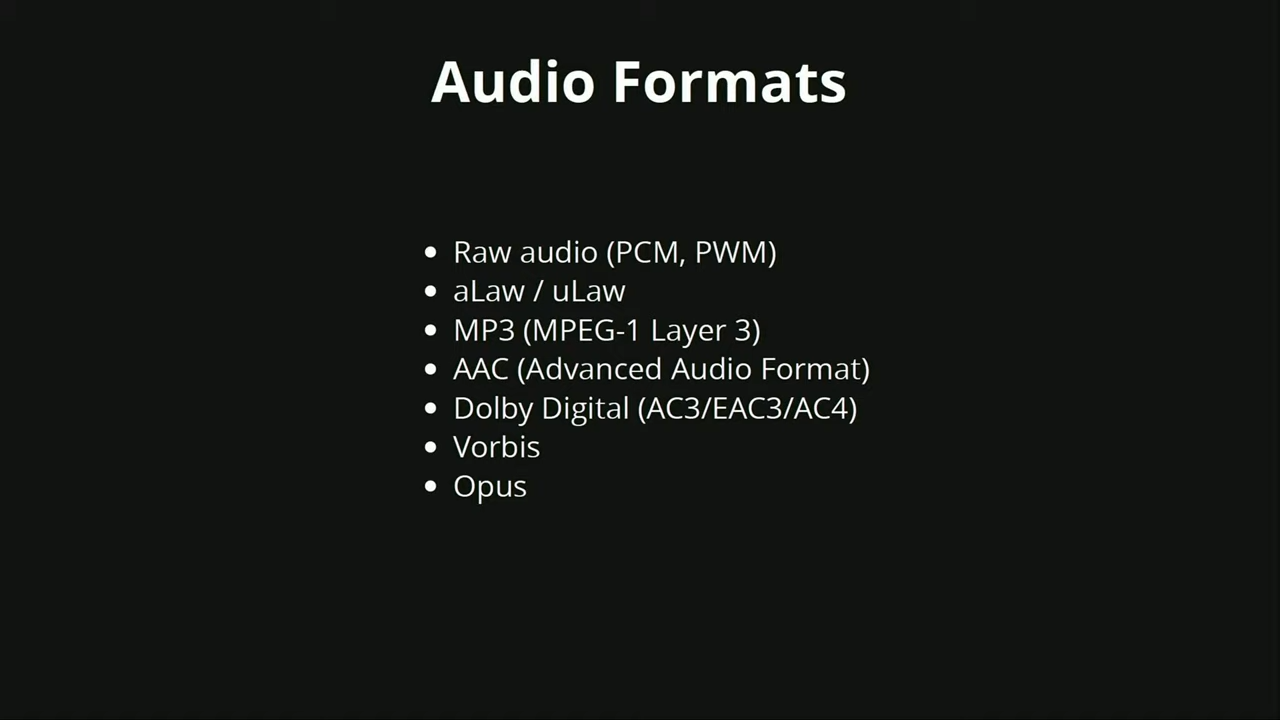 Audio Formats
Raw audio (PCM, PWM)
aLaw / uLaw
MP3 (MPEG-1 Layer 3)
AAC (Advanced Audio Format)
Dolby Digital (AC3/EAC3/AC4)
Vorbis
Opus